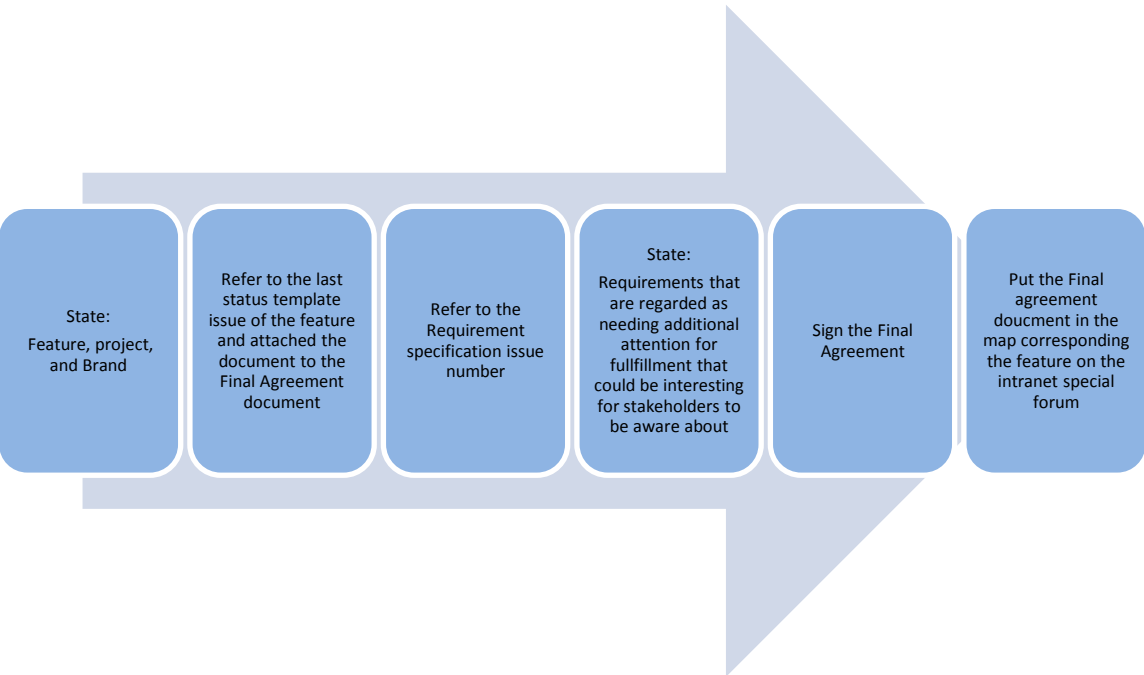 State:
Feature, project,
and Brand
Refer to the last
status template
issue of the feature
and attached the
document to the
Final Agreement
document
Refer to the
Requirement
specification issue
number
State:
Requirements that
are regarded as
needing additional
attention for
fullfillment that
could be interesting
for stakeholders to
be aware about
Sign the Final
Agreement
Put the Final
agreement
doucment in the
map corresponding
the feature on the
intranet special
forum